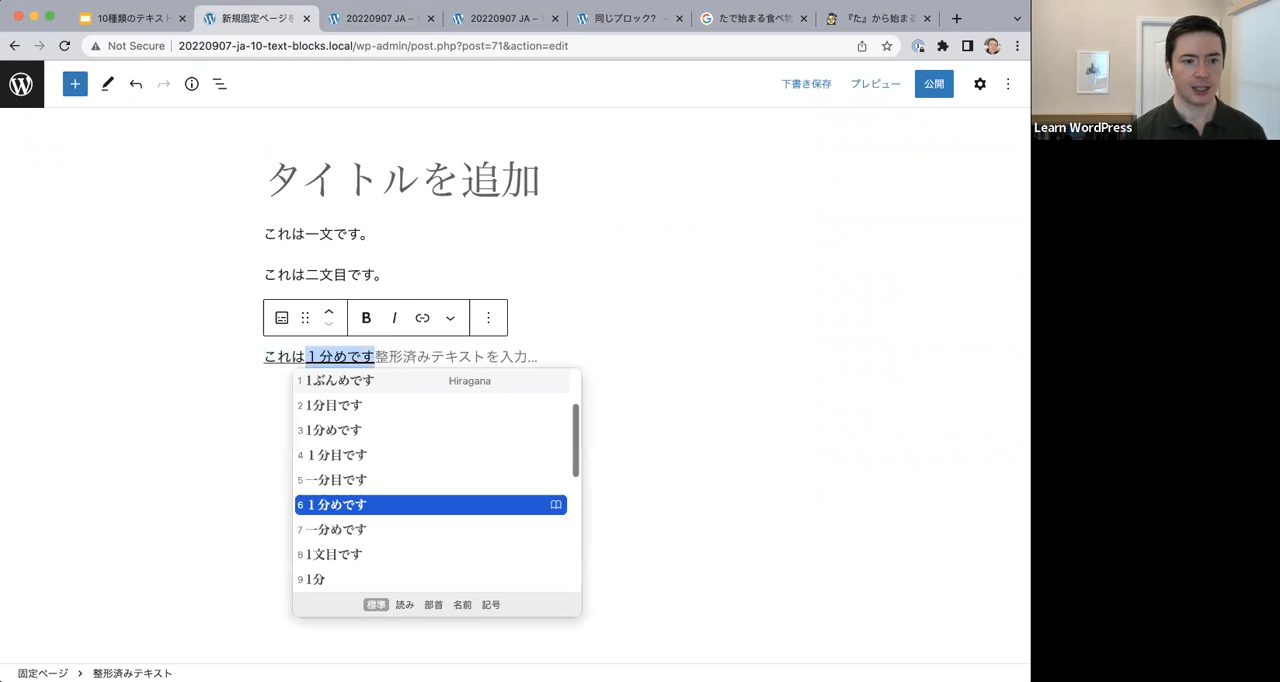 10種類のテキスト
新規固定ページを
20220907 JA – 1
20220907 JA – 1
同じブロック? –
たで始まる食べ物
『た』から始まる
Not Secure
20220907-ja-10-text-blocks.local/wp-admin/post.php?post=71&action=edit
下書き保存
プレビュー
公開
Learn WordPress
タイトルを追加
これは一文です。
これは二文目です。
B I
これは１分めです整形済みテキストを入力...
1 1ぶんめです Hiragana
2 1分目です
3 1分めです
4 １分目です
5 一分目です
6 １分めです
7 一分めです
8 1文目です
9 1分
標準 読み 部首 名前 記号
固定ページ › 整形済みテキスト